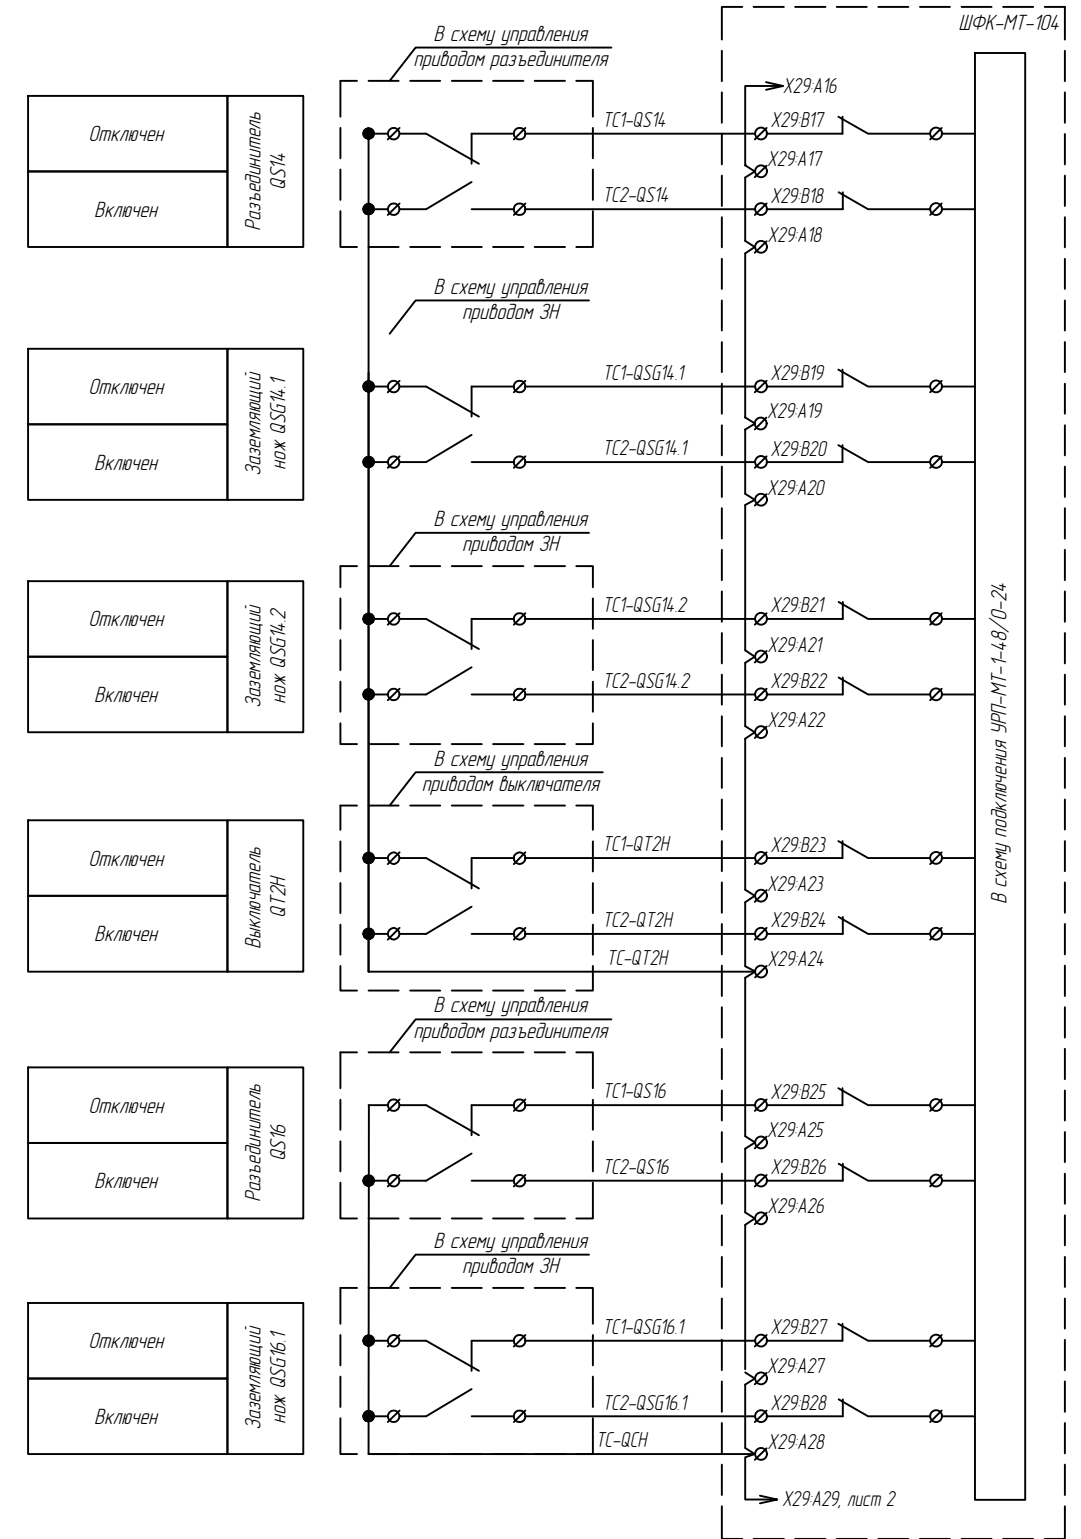 ШФК-МТ-104
В схему управления
приводом разъединителя
X29:A16
Отключен
Включен
Разъединитель
QS14
TC1-QS14
X29:B17
X29:A17
TC2-QS14
X29:B18
X29:A18
В схему управления
приводом ЗН
Отключен
Включен
Заземляющий
нож QSG14.1
TC1-QSG14.1
X29:B19
X29:A19
TC2-QSG14.1
X29:B20
X29:A20
В схему управления
приводом ЗН
Отключен
Включен
Заземляющий
нож QSG14.2
TC1-QSG14.2
X29:B21
X29:A21
TC2-QSG14.2
X29:B22
X29:A22
В схему управления
приводом выключателя
Отключен
Включен
Выключатель
QT2H
TC1-QT2H
X29:B23
X29:A23
TC2-QT2H
X29:B24
TC-QT2H
X29:A24
В схему управления
приводом разъединителя
Отключен
Включен
Разъединитель
QS16
TC1-QS16
X29:B25
X29:A25
TC2-QS16
X29:B26
X29:A26
В схему управления
приводом ЗН
Отключен
Включен
Заземляющий
нож QSG16.1
TC1-QSG16.1
X29:B27
X29:A27
TC2-QSG16.1
X29:B28
TC-QCH
X29:A28
X29:A29, лист 2
В схему подключения УРП-МТ-1-48/0-24